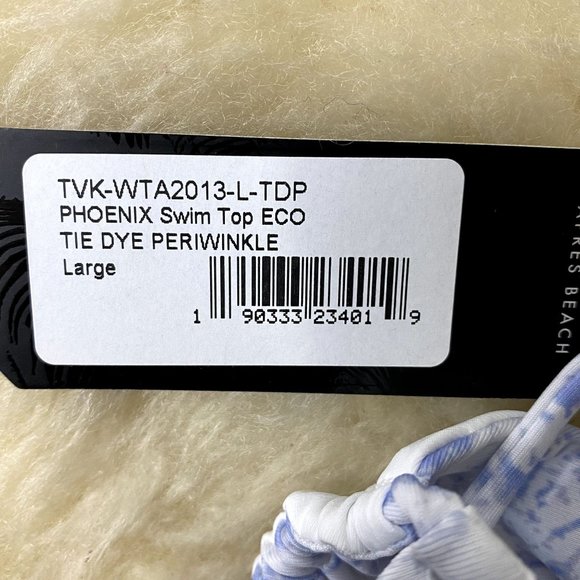 TVK-WTA2013-L-TDP
PHOENIX Swim Top ECO
TIE DYE PERIWINKLE
Large
1 90333 23401 9
BEACH